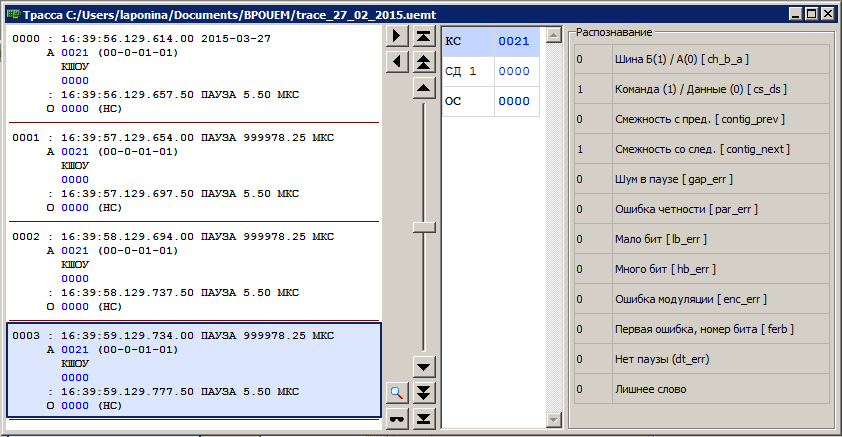 Трасса C:/Users/laponina/Documents/BPOUEM/trace_27_02_2015.uemt
0000 : 16:39:56.129.614.00 2015-03-27
А 0021 (00-0-01-01)
КШОУ
0000
: 16:39:56.129.657.50 ПАУЗА 5.50 МКС
О 0000 (НС)
0001 : 16:39:57.129.654.00 ПАУЗА 999978.25 МКС
А 0021 (00-0-01-01)
КШОУ
0000
: 16:39:57.129.697.50 ПАУЗА 5.50 МКС
О 0000 (НС)
0002 : 16:39:58.129.694.00 ПАУЗА 999978.25 МКС
А 0021 (00-0-01-01)
КШОУ
0000
: 16:39:58.129.737.50 ПАУЗА 5.50 МКС
О 0000 (НС)
0003 : 16:39:59.129.734.00 ПАУЗА 999978.25 МКС
А 0021 (00-0-01-01)
КШОУ
0000
: 16:39:59.129.777.50 ПАУЗА 5.50 МКС
О 0000 (НС)
КС 0021
СД 1 0000
ОС 0000
Распознавание
0 Шина Б(1) / А(0) [ ch_b_a ]
1 Команда (1) / Данные (0) [ cs_ds ]
0 Смежность с пред. [ contig_prev ]
1 Смежность со след. [ contig_next ]
0 Шум в паузе [ gap_err ]
0 Ошибка четности [ par_err ]
0 Мало бит [ lb_err ]
0 Много бит [ hb_err ]
0 Ошибка модуляции [ enc_err ]
0 Первая ошибка, номер бита [ ferb ]
0 Нет паузы (dt_err)
0 Лишнее слово